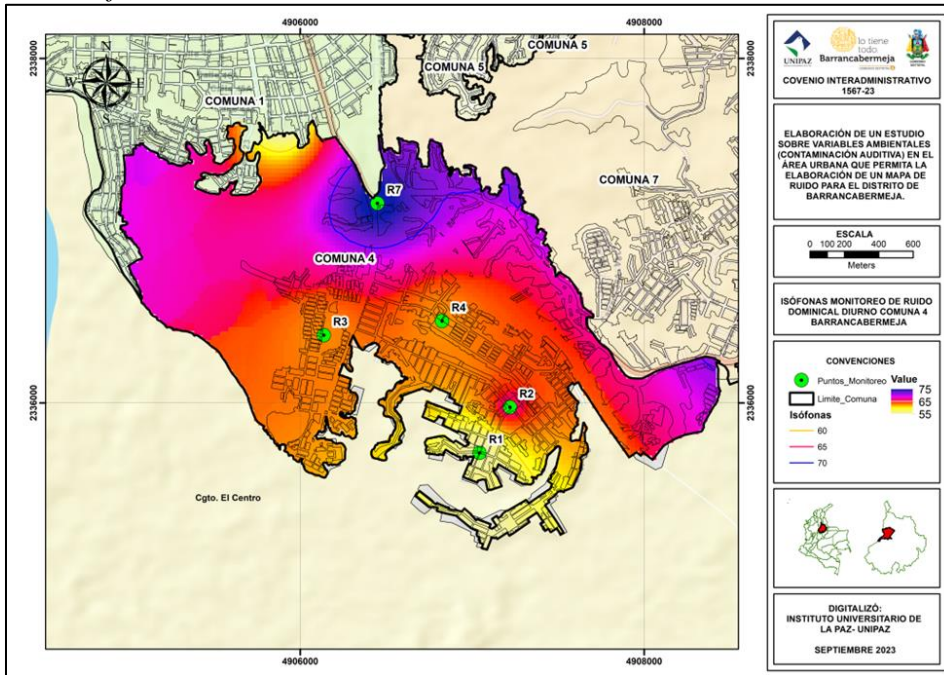 4906000
4908000
2338000
2338000
2336000
2336000
N
W
E
S
COMUNA 5
COMUNA 5
COMUNA 1
COMUNA 7
R7
COMUNA 4
R4
R3
R2
R1
Cgto. El Centro
4906000
4908000
UNIPAZ
lo tiene
todo
Barrancabermeja
COVENIO INTERADMINISTRATIVO
1567-23
ELABORACIÓN DE UN ESTUDIO
SOBRE VARIABLES AMBIENTALES
(CONTAMINACIÓN AUDITIVA) EN EL
ÁREA URBANA QUE PERMITA LA
ELABORACIÓN DE UN MAPA DE
RUIDO PARA EL DISTRITO DE
BARRANCABERMEJA.
ESCALA
0 100 200 400 600
Meters
ISÓFONAS MONITOREO DE RUIDO
DOMINICAL DIURNO COMUNA 4
BARRANCABERMEJA
CONVENCIONES
Puntos_Monitoreo
Limite_Comuna
Isófonas
60
65
70
Value
75
65
55
DIGITALIZÓ:
INSTITUTO UNIVERSITARIO DE
LA PAZ- UNIPAZ
SEPTIEMBRE 2023